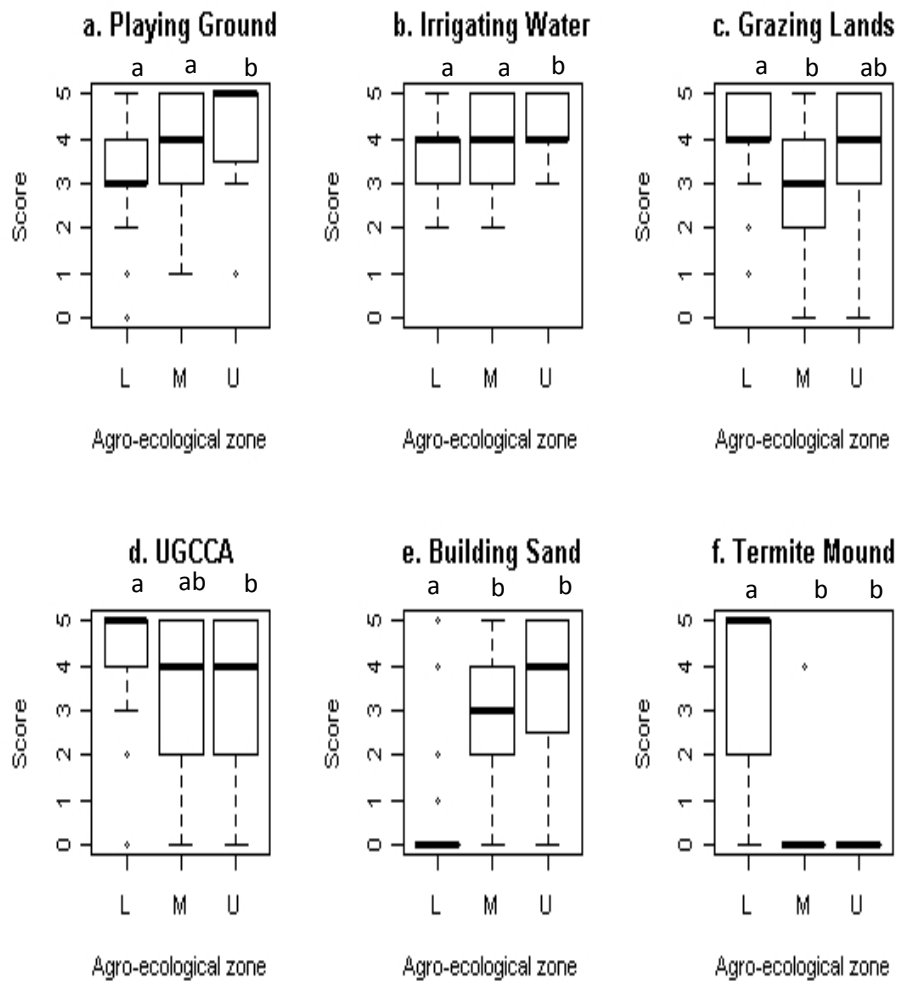 a. Playing Ground
a a b
Score
5
4
3
2
1
0
L M U
Agro-ecological zone
b. Irrigating Water
a a b
Score
5
4
3
2
1
0
L M U
Agro-ecological zone
c. Grazing Lands
a b ab
Score
5
4
3
2
1
0
L M U
Agro-ecological zone
d. UGCCA
a ab b
Score
5
4
3
2
1
0
L M U
Agro-ecological zone
e. Building Sand
a b b
Score
5
4
3
2
1
0
L M U
Agro-ecological zone
f. Termite Mound
a b b
Score
5
4
3
2
1
0
L M U
Agro-ecological zone